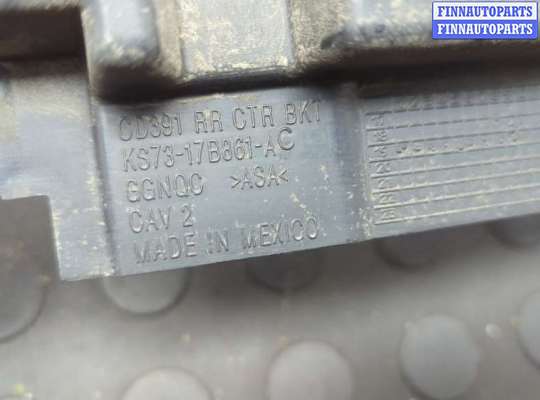 FINNAUTOPARTS
FINNAUTOPARTS
CD391 RR CTR BKT
KS73-17B861-AC
GGNQC >ASA<
CAV 2
MADE IN MEXICO